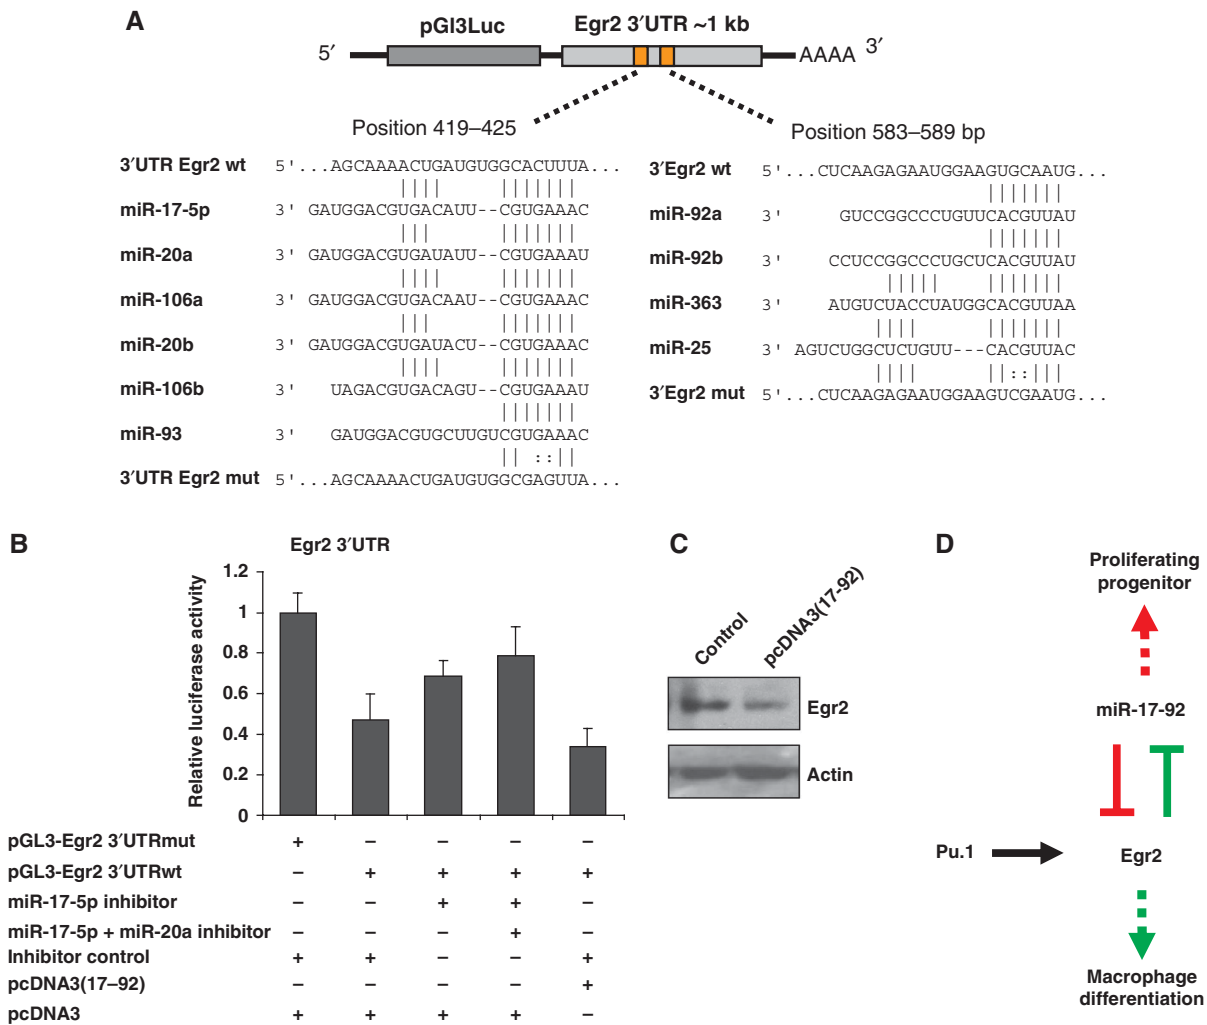 A
pGl3Luc
Egr2 3′UTR ~1 kb
5′
AAAA 3′
Position 419–425
3′UTR Egr2 wt 5'...AGCAAAACUGAUGUGGCACUUUA...
miR-17-5p 3' GAUGGACGUGACAUU--CGUGAAAC
miR-20a 3' GAUGGACGUGAUAUU--CGUGAAAU
miR-106a 3' GAUGGACGUGACAAU--CGUGAAAC
miR-20b 3' GAUGGACGUGAUACU--CGUGAAAC
miR-106b 3' UAGACGUGACAGU--CGUGAAAU
miR-93 3' GAUGGACGUGCUUGUCGUGAAAC
3′UTR Egr2 mut 5'...AGCAAAACUGAUGUGGCGAGUUA...
Position 583–589 bp
3′Egr2 wt 5'...CUCAAGAGAAUGGAAGUGCAAUG...
miR-92a 3' GUCCGGCCCUGUUCACGUUAU
miR-92b 3' CCUCCGGCCCUGCUCACGUUAU
miR-363 3' AUGUCUACCUAUGGCACGUUAA
miR-25 3' AGUCUGGCUCUGUU---CACGUUAC
3′Egr2 mut 5'...CUCAAGAGAAUGGAAGUCGAAUG...
B
Egr2 3′UTR
Relative luciferase activity
1.2
1
0.8
0.6
0.4
0.2
0
pGL3-Egr2 3′UTRmut + – – – –
pGL3-Egr2 3′UTRwt – + + + +
miR-17-5p inhibitor – – + + –
miR-17-5p + miR-20a inhibitor – – – + –
Inhibitor control + + – – +
pcDNA3(17–92) – – – – +
pcDNA3 + + + + –
C
Control
pcDNA3(17-92)
Egr2
Actin
D
Proliferating
progenitor
miR-17-92
Pu.1
Egr2
Macrophage
differentiation